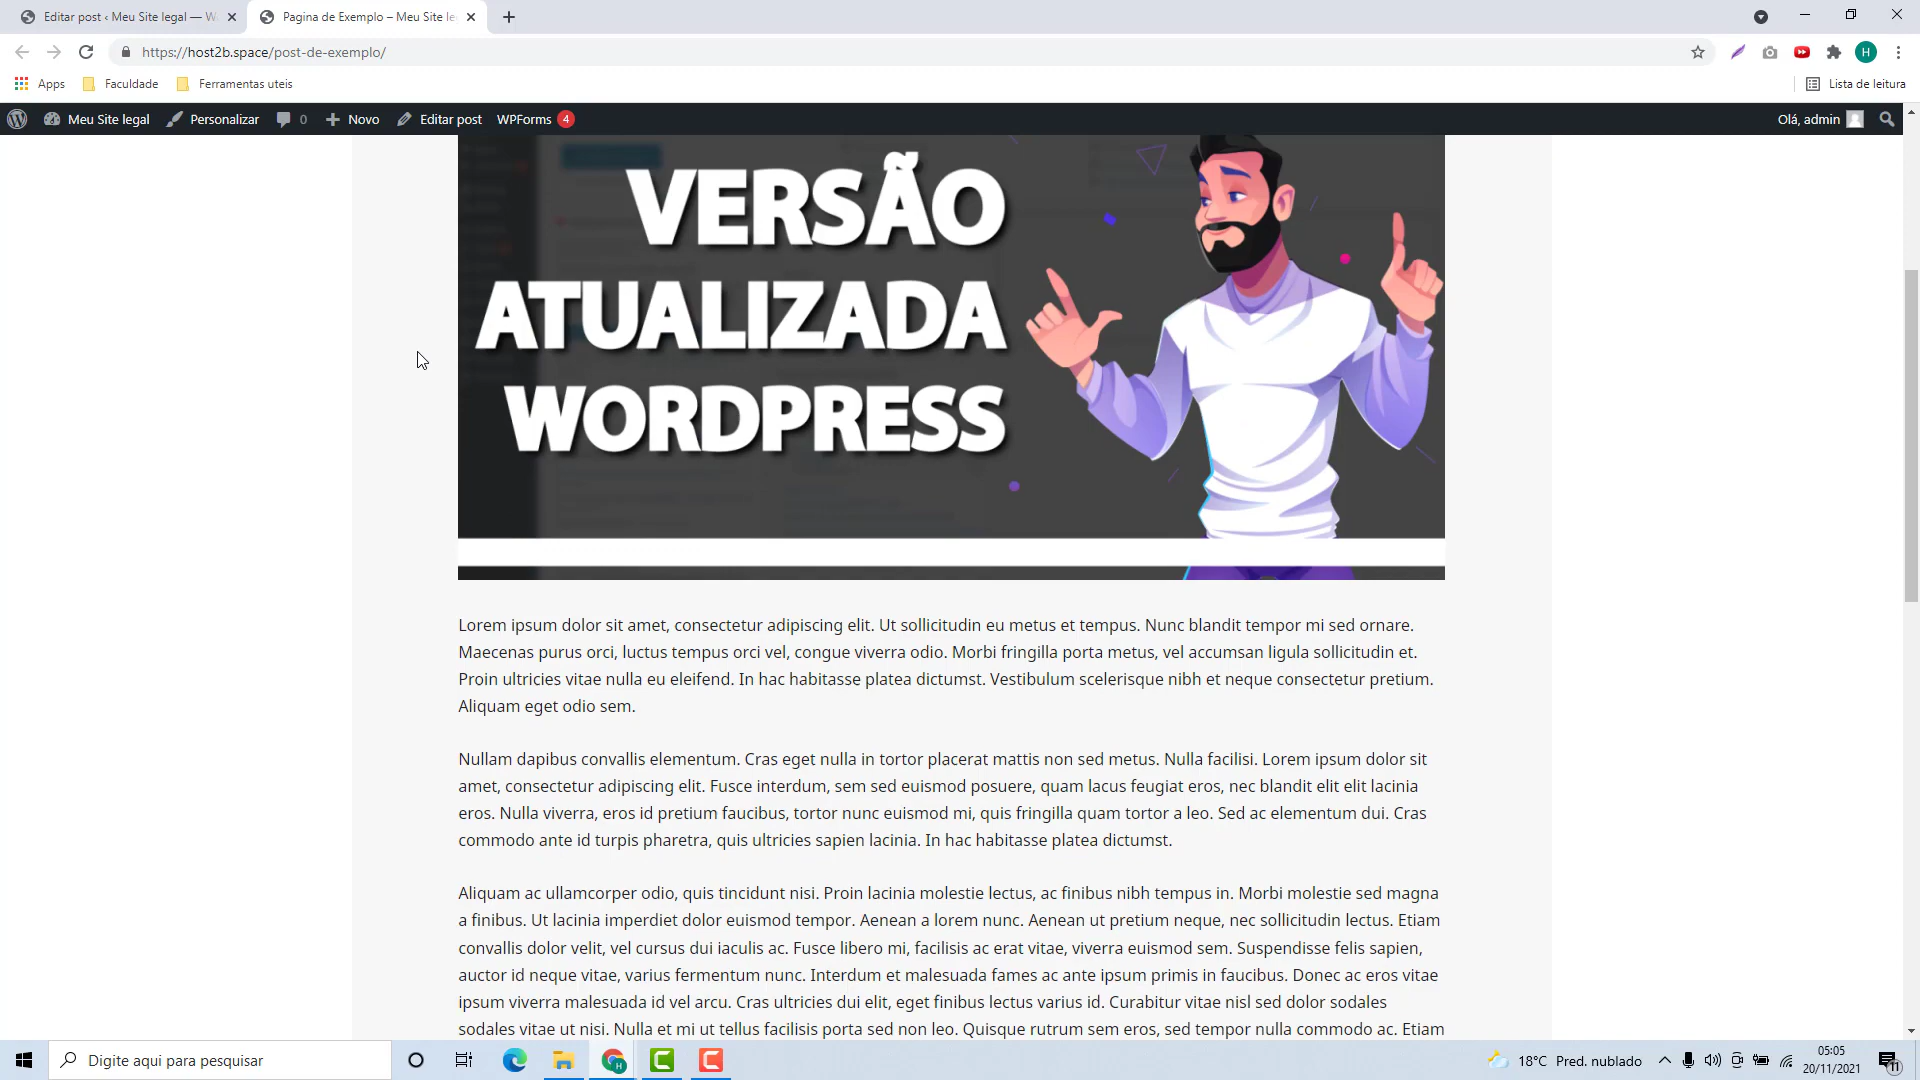 Editar post ‹ Meu Site legal — W
Pagina de Exemplo – Meu Site le
https://host2b.space/post-de-exemplo/
H
Apps
Faculdade
Ferramentas uteis
Lista de leitura
Meu Site legal
Personalizar
0
Novo
Editar post
WPForms
4
Olá, admin
VERSÃO
ATUALIZADA
WORDPRESS
Lorem ipsum dolor sit amet, consectetur adipiscing elit. Ut sollicitudin eu metus et tempus. Nunc blandit tempor mi sed ornare.
Maecenas purus orci, luctus tempus orci vel, congue viverra odio. Morbi fringilla porta metus, vel accumsan ligula sollicitudin et.
Proin ultricies vitae nulla eu eleifend. In hac habitasse platea dictumst. Vestibulum scelerisque nibh et neque consectetur pretium.
Aliquam eget odio sem.
Nullam dapibus convallis elementum. Cras eget nulla in tortor placerat mattis non sed metus. Nulla facilisi. Lorem ipsum dolor sit
amet, consectetur adipiscing elit. Fusce interdum, sem sed euismod posuere, quam lacus feugiat eros, nec blandit elit elit lacinia
eros. Nulla viverra, eros id pretium faucibus, tortor nunc euismod mi, quis fringilla quam tortor a leo. Sed ac elementum dui. Cras
commodo ante id turpis pharetra, quis ultricies sapien lacinia. In hac habitasse platea dictumst.
Aliquam ac ullamcorper odio, quis tincidunt nisi. Proin lacinia molestie lectus, ac finibus nibh tempus in. Morbi molestie sed magna
a finibus. Ut lacinia imperdiet dolor euismod tempor. Aenean a lorem nunc. Aenean ut pretium neque, nec sollicitudin lectus. Etiam
convallis dolor velit, vel cursus dui iaculis ac. Fusce libero mi, facilisis ac erat vitae, viverra euismod sem. Suspendisse felis sapien,
auctor id neque vitae, varius fermentum nunc. Interdum et malesuada fames ac ante ipsum primis in faucibus. Donec ac eros vitae
ipsum viverra malesuada id vel arcu. Cras ultricies dui elit, eget finibus lectus varius id. Curabitur vitae nisl sed dolor sodales
sodales vitae ut nisi. Nulla et mi ut tellus facilisis porta sed non leo. Quisque rutrum sem eros, sed tempor nulla commodo ac. Etiam
Digite aqui para pesquisar
18°C Pred. nublado
05:05
20/11/2021
11